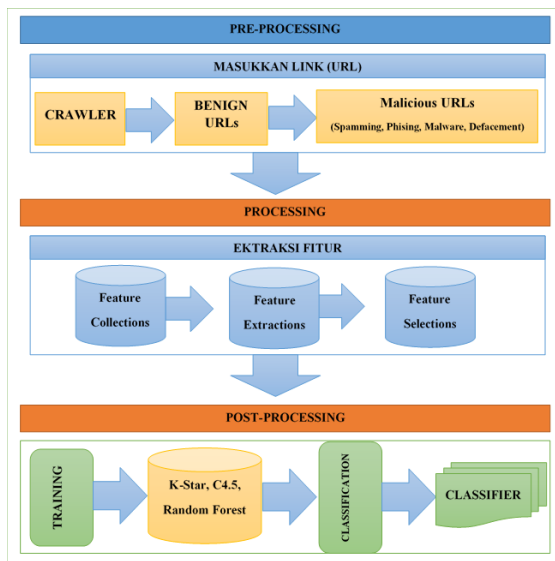 PRE-PROCESSING
MASUKKAN LINK (URL)
CRAWLER
BENIGN
URLs
Malicious URLs
(Spamming, Phising, Malware, Defacement)
PROCESSING
EKTRAKSI FITUR
Feature
Collections
Feature
Extractions
Feature
Selections
POST-PROCESSING
TRAINING
K-Star, C4.5,
Random Forest
CLASSIFICATION
CLASSIFIER